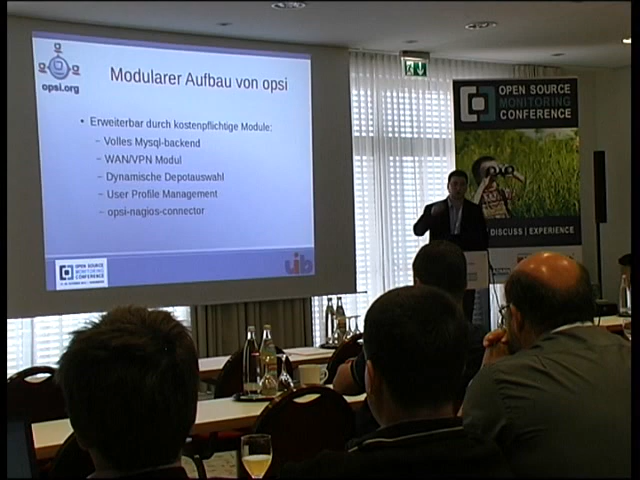 opsi.org
Modularer Aufbau von opsi
• Erweiterbar durch kostenpflichtige Module:
– Volles Mysql-backend
– WAN/VPN Modul
– Dynamische Depotauswahl
– User Profile Management
– opsi-nagios-connector
OPEN SOURCE
MONITORING
CONFERENCE
uib
OPEN SOURCE
MONITORING
CONFERENCE
DISCUSS | EXPERIENCE